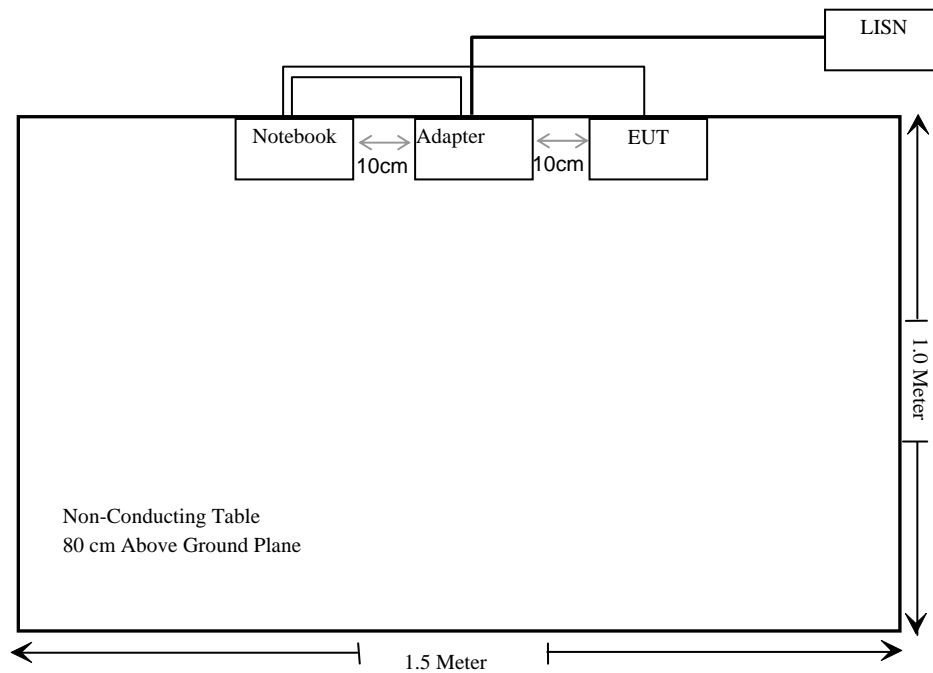 LISN
Notebook
Adapter
EUT
10cm
10cm
1.0 Meter
Non-Conducting Table
80 cm Above Ground Plane
1.5 Meter